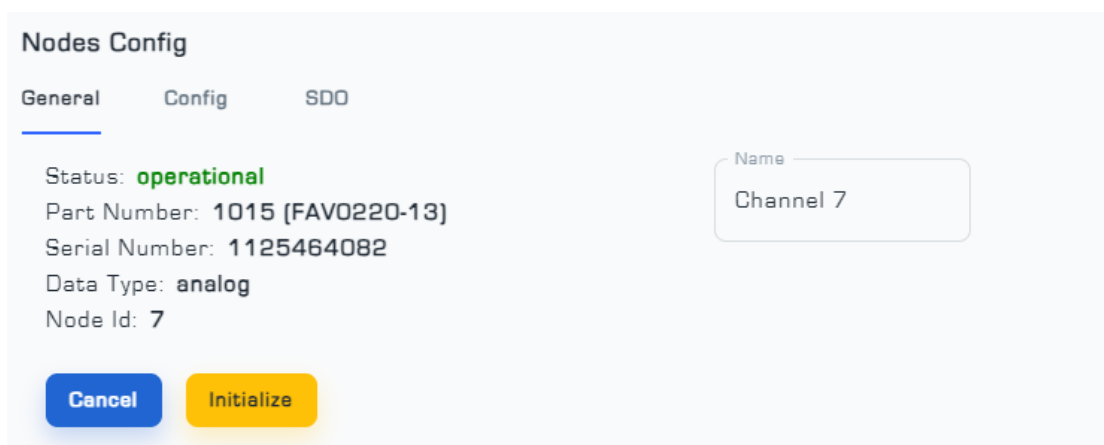 Nodes Config
General Config SDO
Status: operational
Part Number: 1015 (FAV0220-13)
Serial Number: 1125464082
Data Type: analog
Node Id: 7
Name
Channel 7
Cancel Initialize